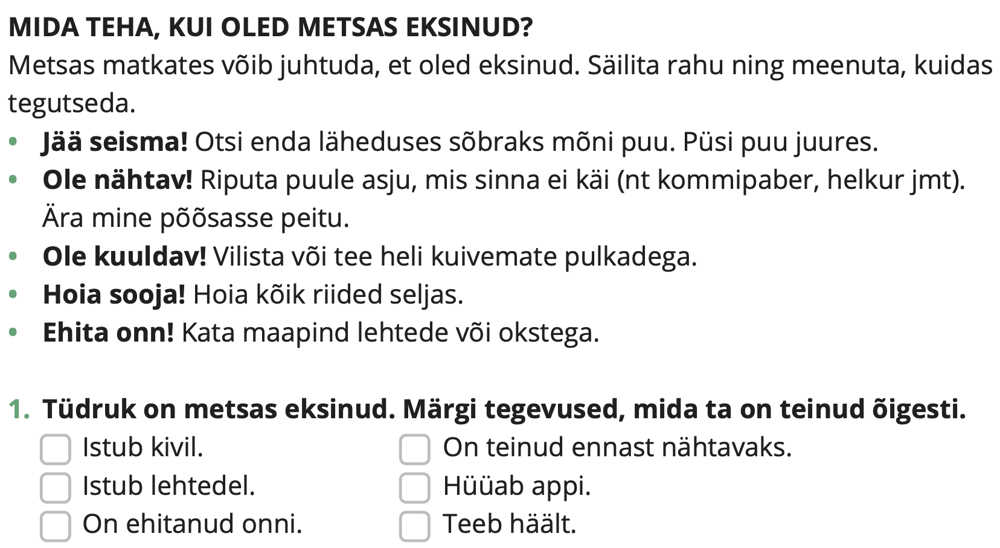 MIDA TEHA, KUI OLED METSAS EKSINUD?
Metsas matkates võib juhtuda, et oled eksinud. Säilita rahu ning meenuta, kuidas
tegutseda.
• Jää seisma! Otsi enda läheduses sõbraks mõni puu. Püsi puu juures.
• Ole nähtav! Riputa puule asju, mis sinna ei käi (nt kommipaber, helkur jmt).
Ära mine põõsasse peitu.
• Ole kuuldav! Vilista või tee heli kuivemate pulkadega.
• Hoia sooja! Hoia kõik riided seljas.
• Ehita onn! Kata maapind lehtede või okstega.
1. Tüdruk on metsas eksinud. Märgi tegevused, mida ta on teinud õigesti.
Istub kivil. On teinud ennast nähtavaks.
Istub lehtedel. Hüüab appi.
On ehitanud onni. Teeb häält.